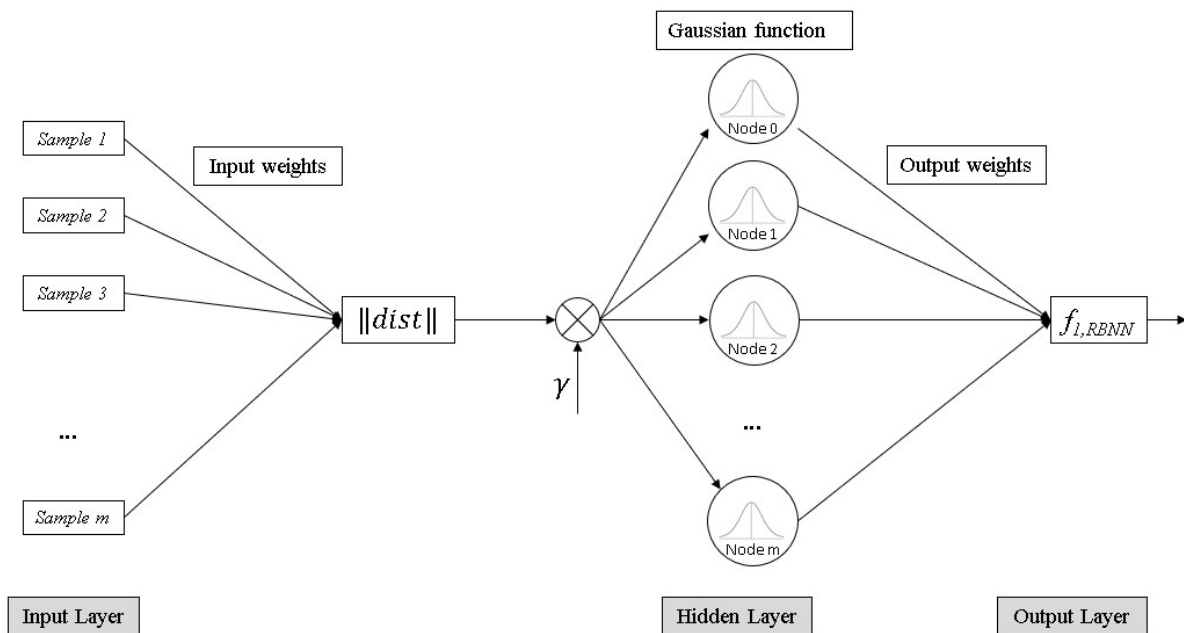 Gaussian function
Node 0
Sample 1
Input weights
Output weights
Sample 2
Node 1
Sample 3
‖dist‖
f1,RBNN
Node 2
γ
...
...
Sample m
Node m
Input Layer
Hidden Layer
Output Layer